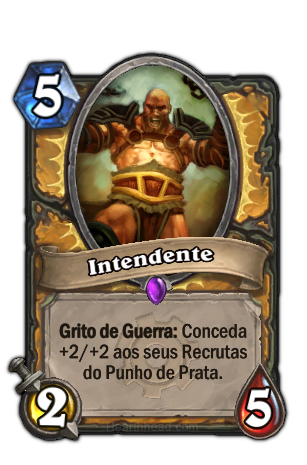 5
Intendente
Grito de Guerra: Conceda
+2/+2 aos seus Recrutas
do Punho de Prata.
2
5